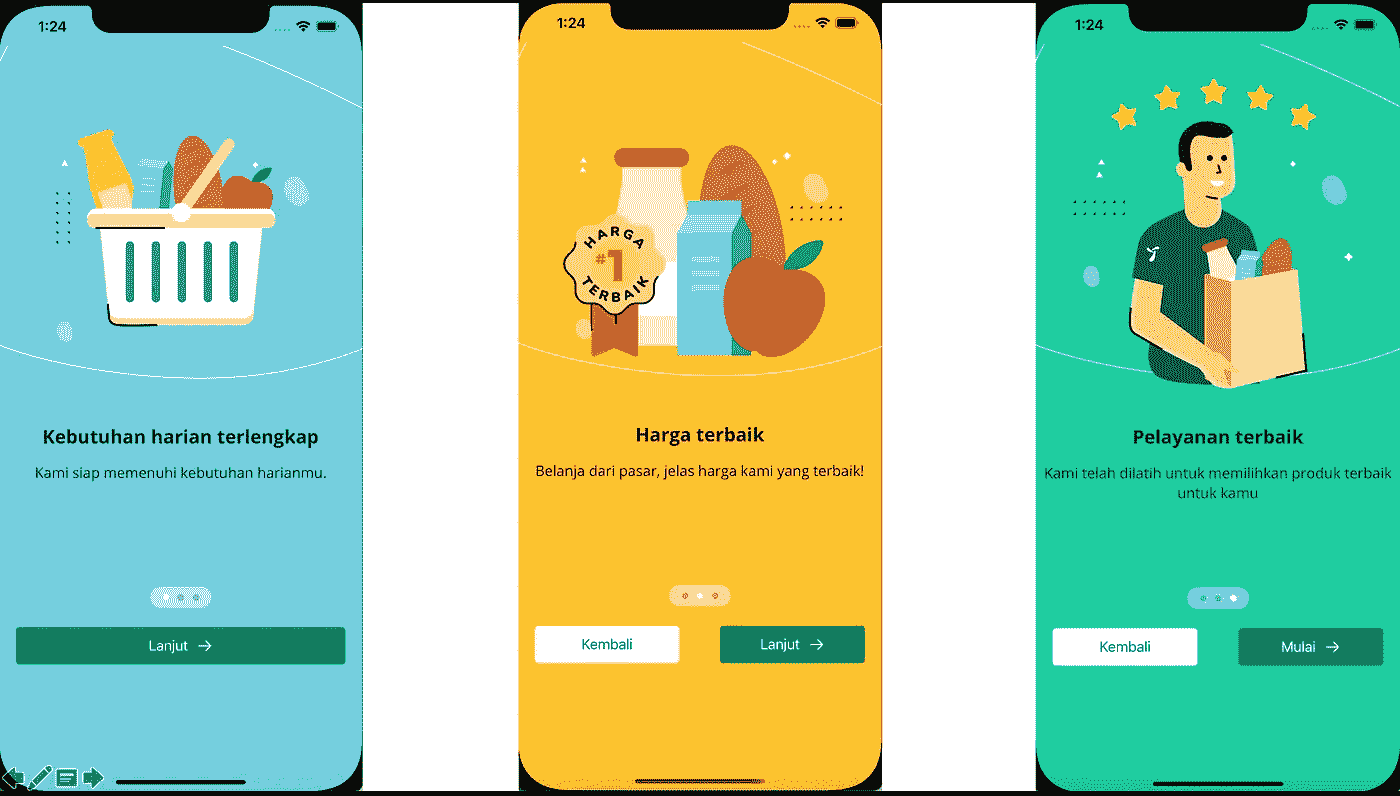 1:24
Kebutuhan harian terlengkap
Kami siap memenuhi kebutuhan harianmu.
Lanjut →
1:24
HARGA
#1
TERBAIK
Harga terbaik
Belanja dari pasar, jelas harga kami yang terbaik!
Kembali
Lanjut →
1:24
Pelayanan terbaik
Kami telah dilatih untuk memilihkan produk terbaik
untuk kamu
Kembali
Mulai →